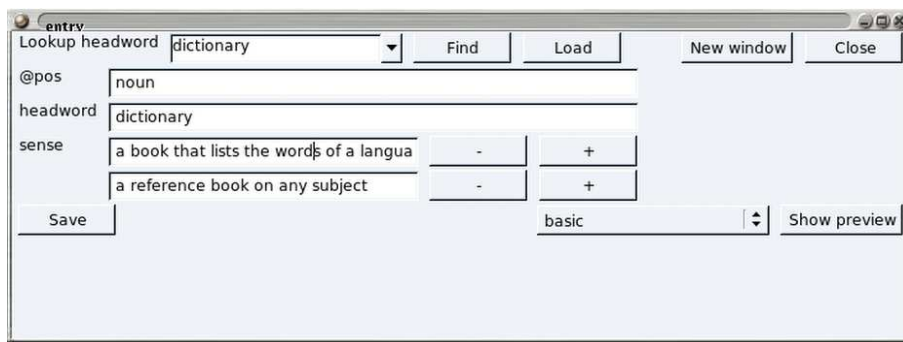 entry
Lookup headword dictionary Find Load New window Close
@pos noun
headword dictionary
sense a book that lists the words of a langua - +
a reference book on any subject - +
Save basic Show preview